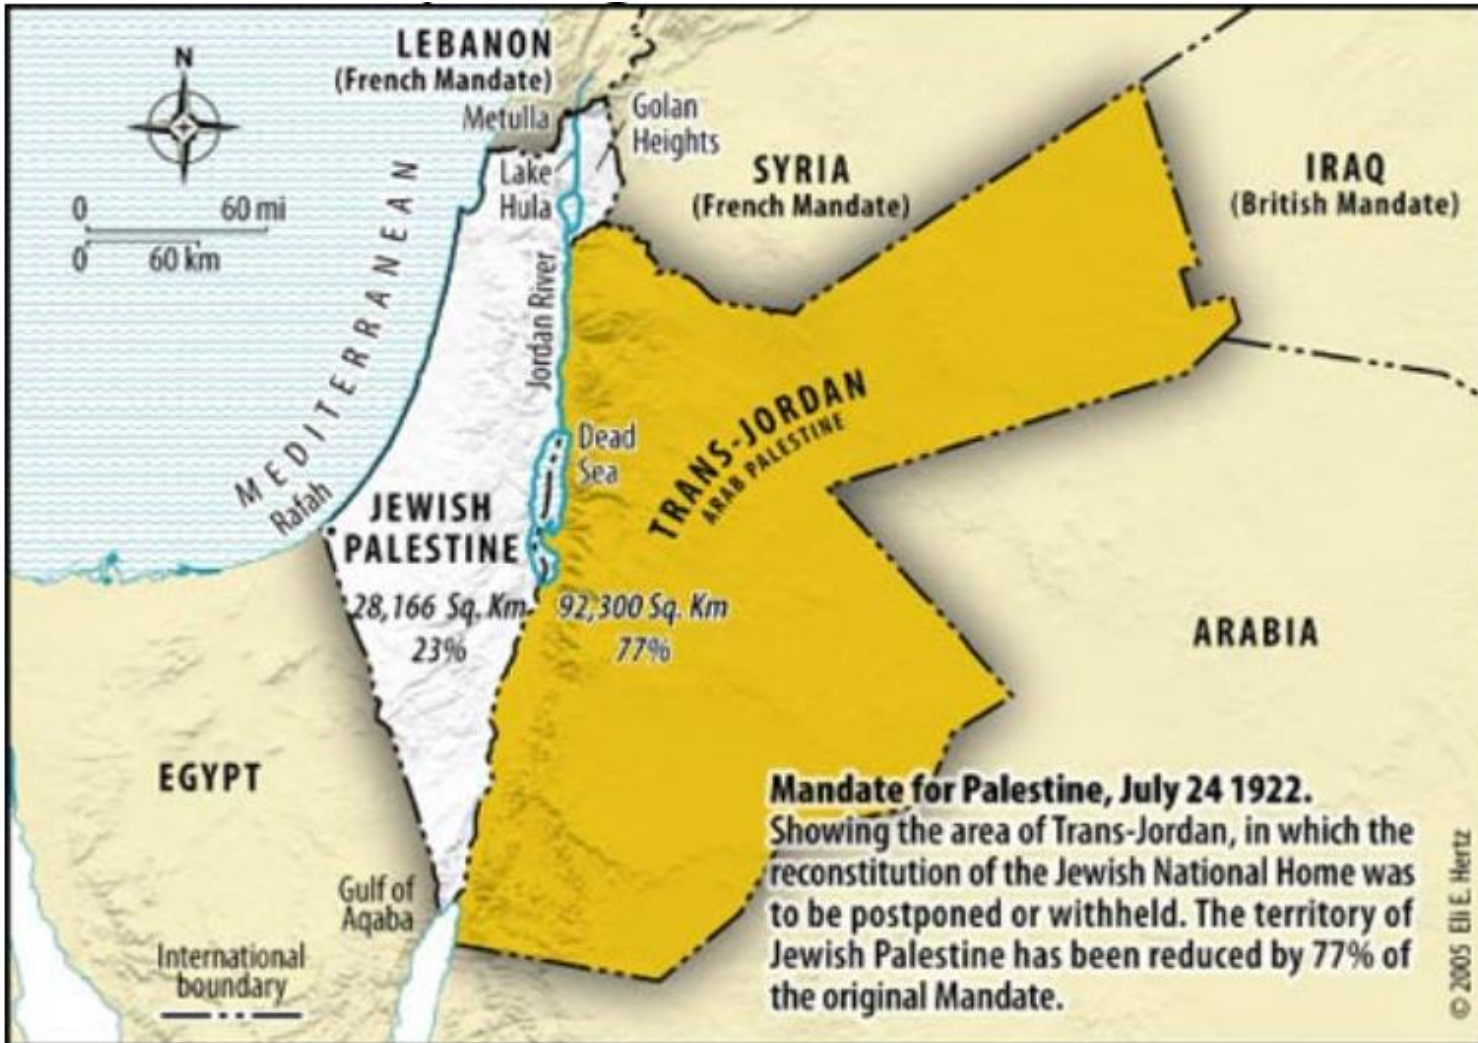 N
LEBANON
(French Mandate)
Metulla
Golan
Heights
Lake
Hula
SYRIA
(French Mandate)
IRAQ
(British Mandate)
0 60 mi
0 60 km
MEDITERRANEAN
Jordan River
Dead
Sea
TRANS-JORDAN
ARAB PALESTINE
Rafah
JEWISH
PALESTINE
28,166 Sq. Km
23%
92,300 Sq. Km
77%
ARABIA
EGYPT
Gulf of
Aqaba
International
boundary
Mandate for Palestine, July 24 1922.
Showing the area of Trans-Jordan, in which the
reconstitution of the Jewish National Home was
to be postponed or withheld. The territory of
Jewish Palestine has been reduced by 77% of
the original Mandate.
© 2005 Eli E. Hertz